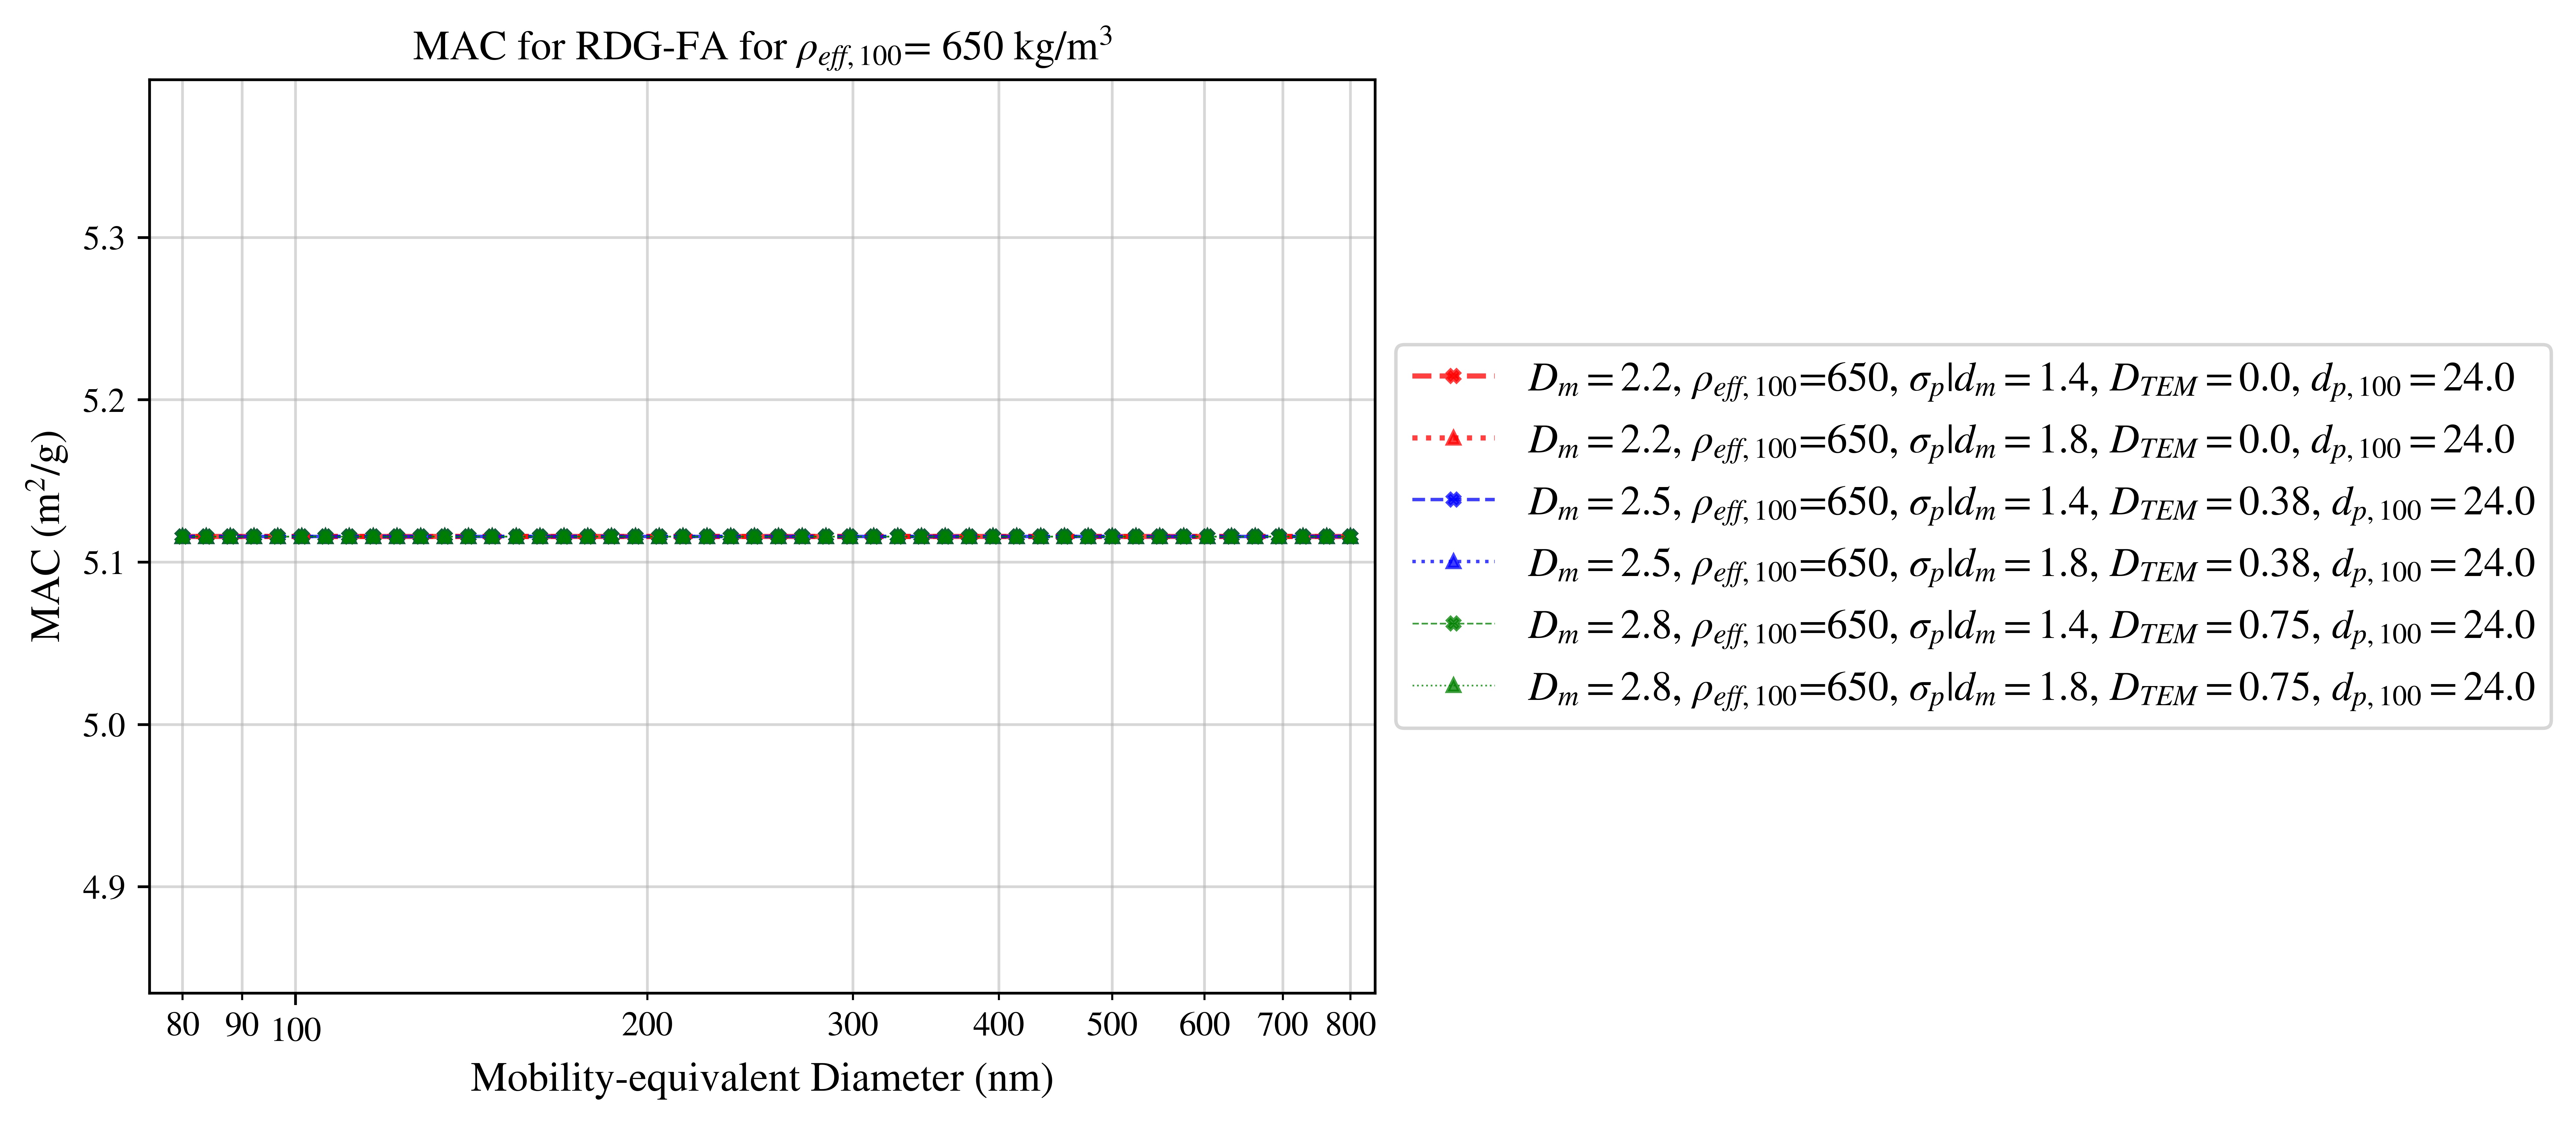 MAC for RDG-FA for ρeff,100= 650 kg/m³
MAC (m²/g)
5.3
5.2
5.1
5.0
4.9
80 90 100 200 300 400 500 600 700 800
Mobility-equivalent Diameter (nm)
Dm = 2.2, ρeff,100=650, σp|dm = 1.4, DTEM = 0.0, dp,100 = 24.0
Dm = 2.2, ρeff,100=650, σp|dm = 1.8, DTEM = 0.0, dp,100 = 24.0
Dm = 2.5, ρeff,100=650, σp|dm = 1.4, DTEM = 0.38, dp,100 = 24.0
Dm = 2.5, ρeff,100=650, σp|dm = 1.8, DTEM = 0.38, dp,100 = 24.0
Dm = 2.8, ρeff,100=650, σp|dm = 1.4, DTEM = 0.75, dp,100 = 24.0
Dm = 2.8, ρeff,100=650, σp|dm = 1.8, DTEM = 0.75, dp,100 = 24.0